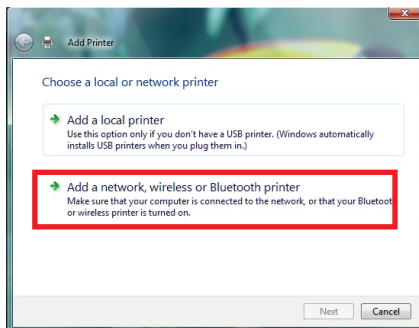 Add Printer
Choose a local or network printer
Add a local printer
Use this option only if you don't have a USB printer. (Windows automatically
installs USB printers when you plug them in.)
Add a network, wireless or Bluetooth printer
Make sure that your computer is connected to the network, or that your Bluetoot
or wireless printer is turned on.
Next Cancel